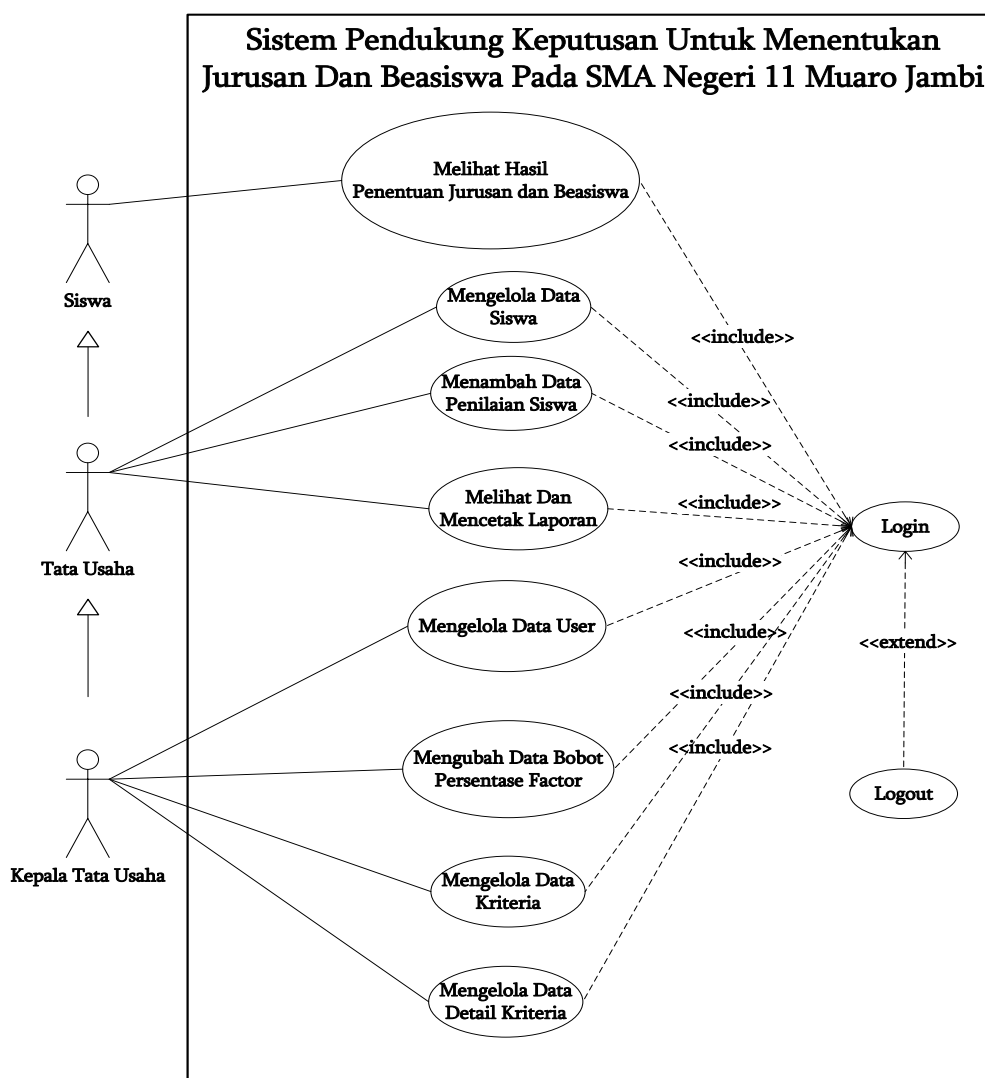 Sistem Pendukung Keputusan Untuk Menentukan
Jurusan Dan Beasiswa Pada SMA Negeri 11 Muaro Jambi
Melihat Hasil
Penentuan Jurusan dan Beasiswa
Siswa
Mengelola Data
Siswa
<<include>>
Menambah Data
Penilaian Siswa
<<include>>
<<include>>
Melihat Dan
Mencetak Laporan
<<include>>
Login
Tata Usaha
<<include>>
Mengelola Data User
<<include>>
<<extend>>
<<include>>
Mengubah Data Bobot
Persentase Factor
<<include>>
Logout
Kepala Tata Usaha
Mengelola Data
Kriteria
Mengelola Data
Detail Kriteria